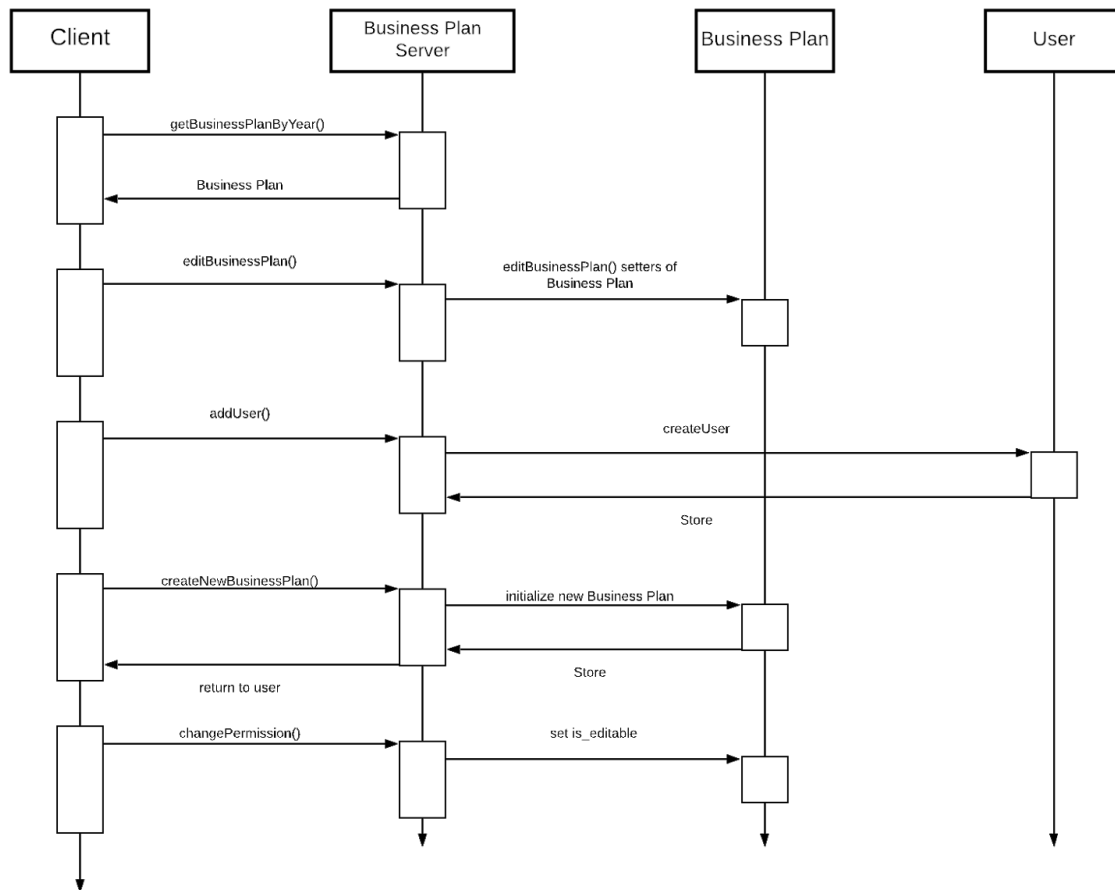 Client
Business Plan
Server
Business Plan
User
getBusinessPlanByYear()
Business Plan
editBusinessPlan()
editBusinessPlan() setters of
Business Plan
addUser()
createUser
Store
createNewBusinessPlan()
initialize new Business Plan
Store
return to user
changePermission()
set is_editable